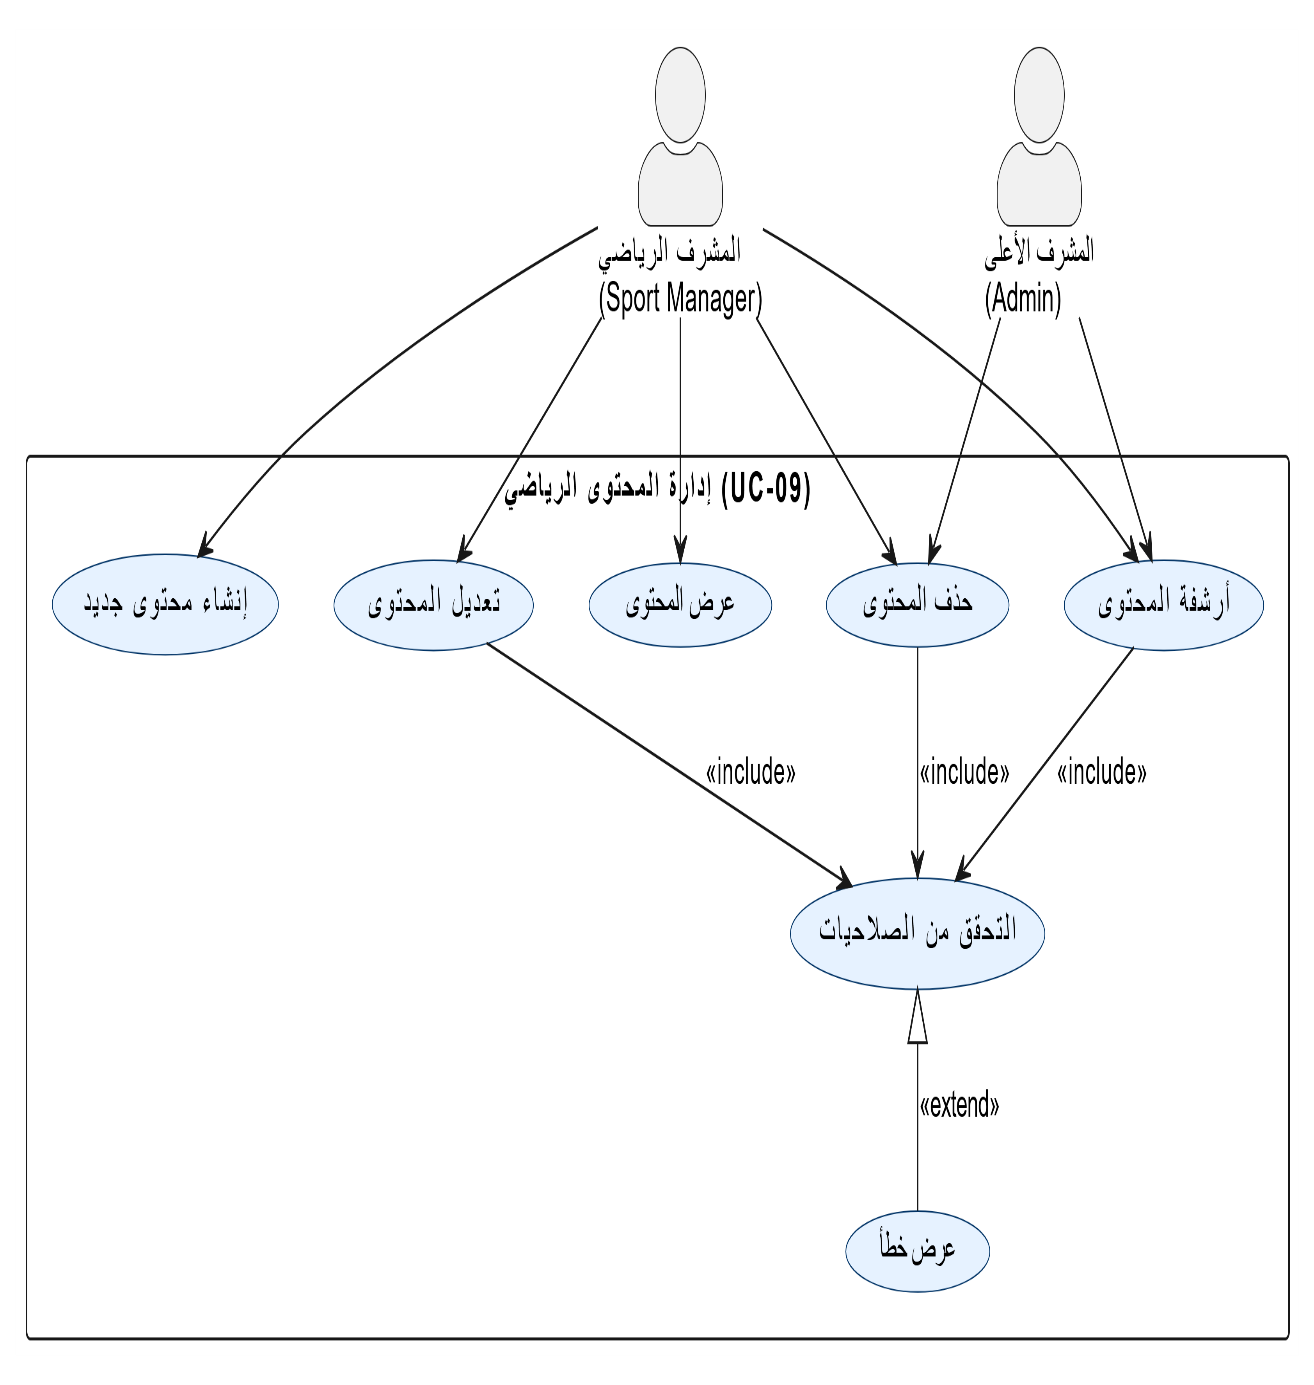 المشرف الرياضي
(Sport Manager)
المشرف الأعلى
(Admin)
إدارة المحتوى الرياضي (UC-09)
إنشاء محتوى جديد
تعديل المحتوى
عرض المحتوى
حذف المحتوى
أرشفة المحتوى
«include»
«include»
«include»
التحقق من الصلاحيات
«extend»
عرض خطأ